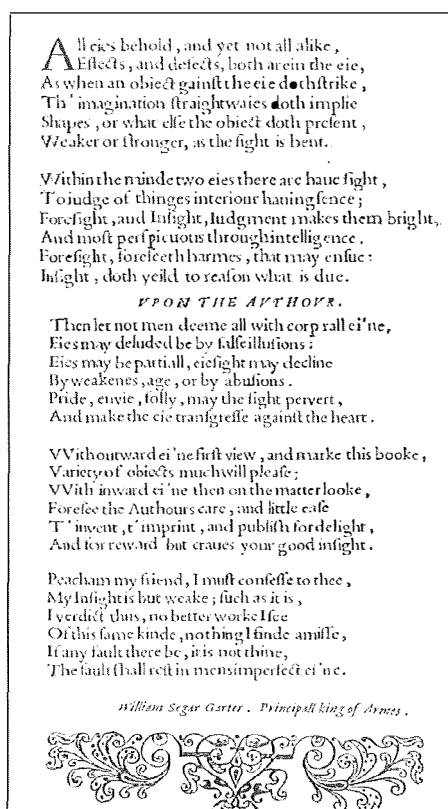 All eies behold, and yet not all alike,
Effects, and defects, both are in the eie,
As when an obiect gainst the eie doth strike,
Th' imagination straightwaies doth implie
Shapes, or what else the obiect doth present,
Weaker or stronger, as the sight is bent.
VVithin the minde two eies there are haue sight,
To iudge of thinges interiour hauing sence;
Foresight, and Insight, Iudgment makes them bright,
And most perspicuous through intelligence.
Foresight, foreseeth harmes, that may ensue:
Insight, doth yeild to reason what is due.
VPON THE AVTHOVR.
Then let not men deeme all with corp rall ei'ne,
Eies may deluded be by false illusions:
Eies may be partiall, eiesight may decline
By weakenes, age, or by abusions.
Pride, envie, folly, may the sight pervert,
And make the eie transgresse against the heart.
VVith outward ei'ne first view, and marke this booke,
Variety of obiects much will please;
VVith inward ei'ne then on the matter looke,
Foresee the Authours care, and little ease
T'invent, t'imprint, and publish for delight,
And for reward but craues your good insight.
Peacham my friend, I must confesse to thee,
My Insight is but weake; such as it is,
I verdict thus, no better worke I see
Of this same kinde, nothing I finde amisse,
If any fault there be, it is not thine,
The fault shall rest in mens imperfect ei'ne.
William Segar Garter. Principall king of Armes.